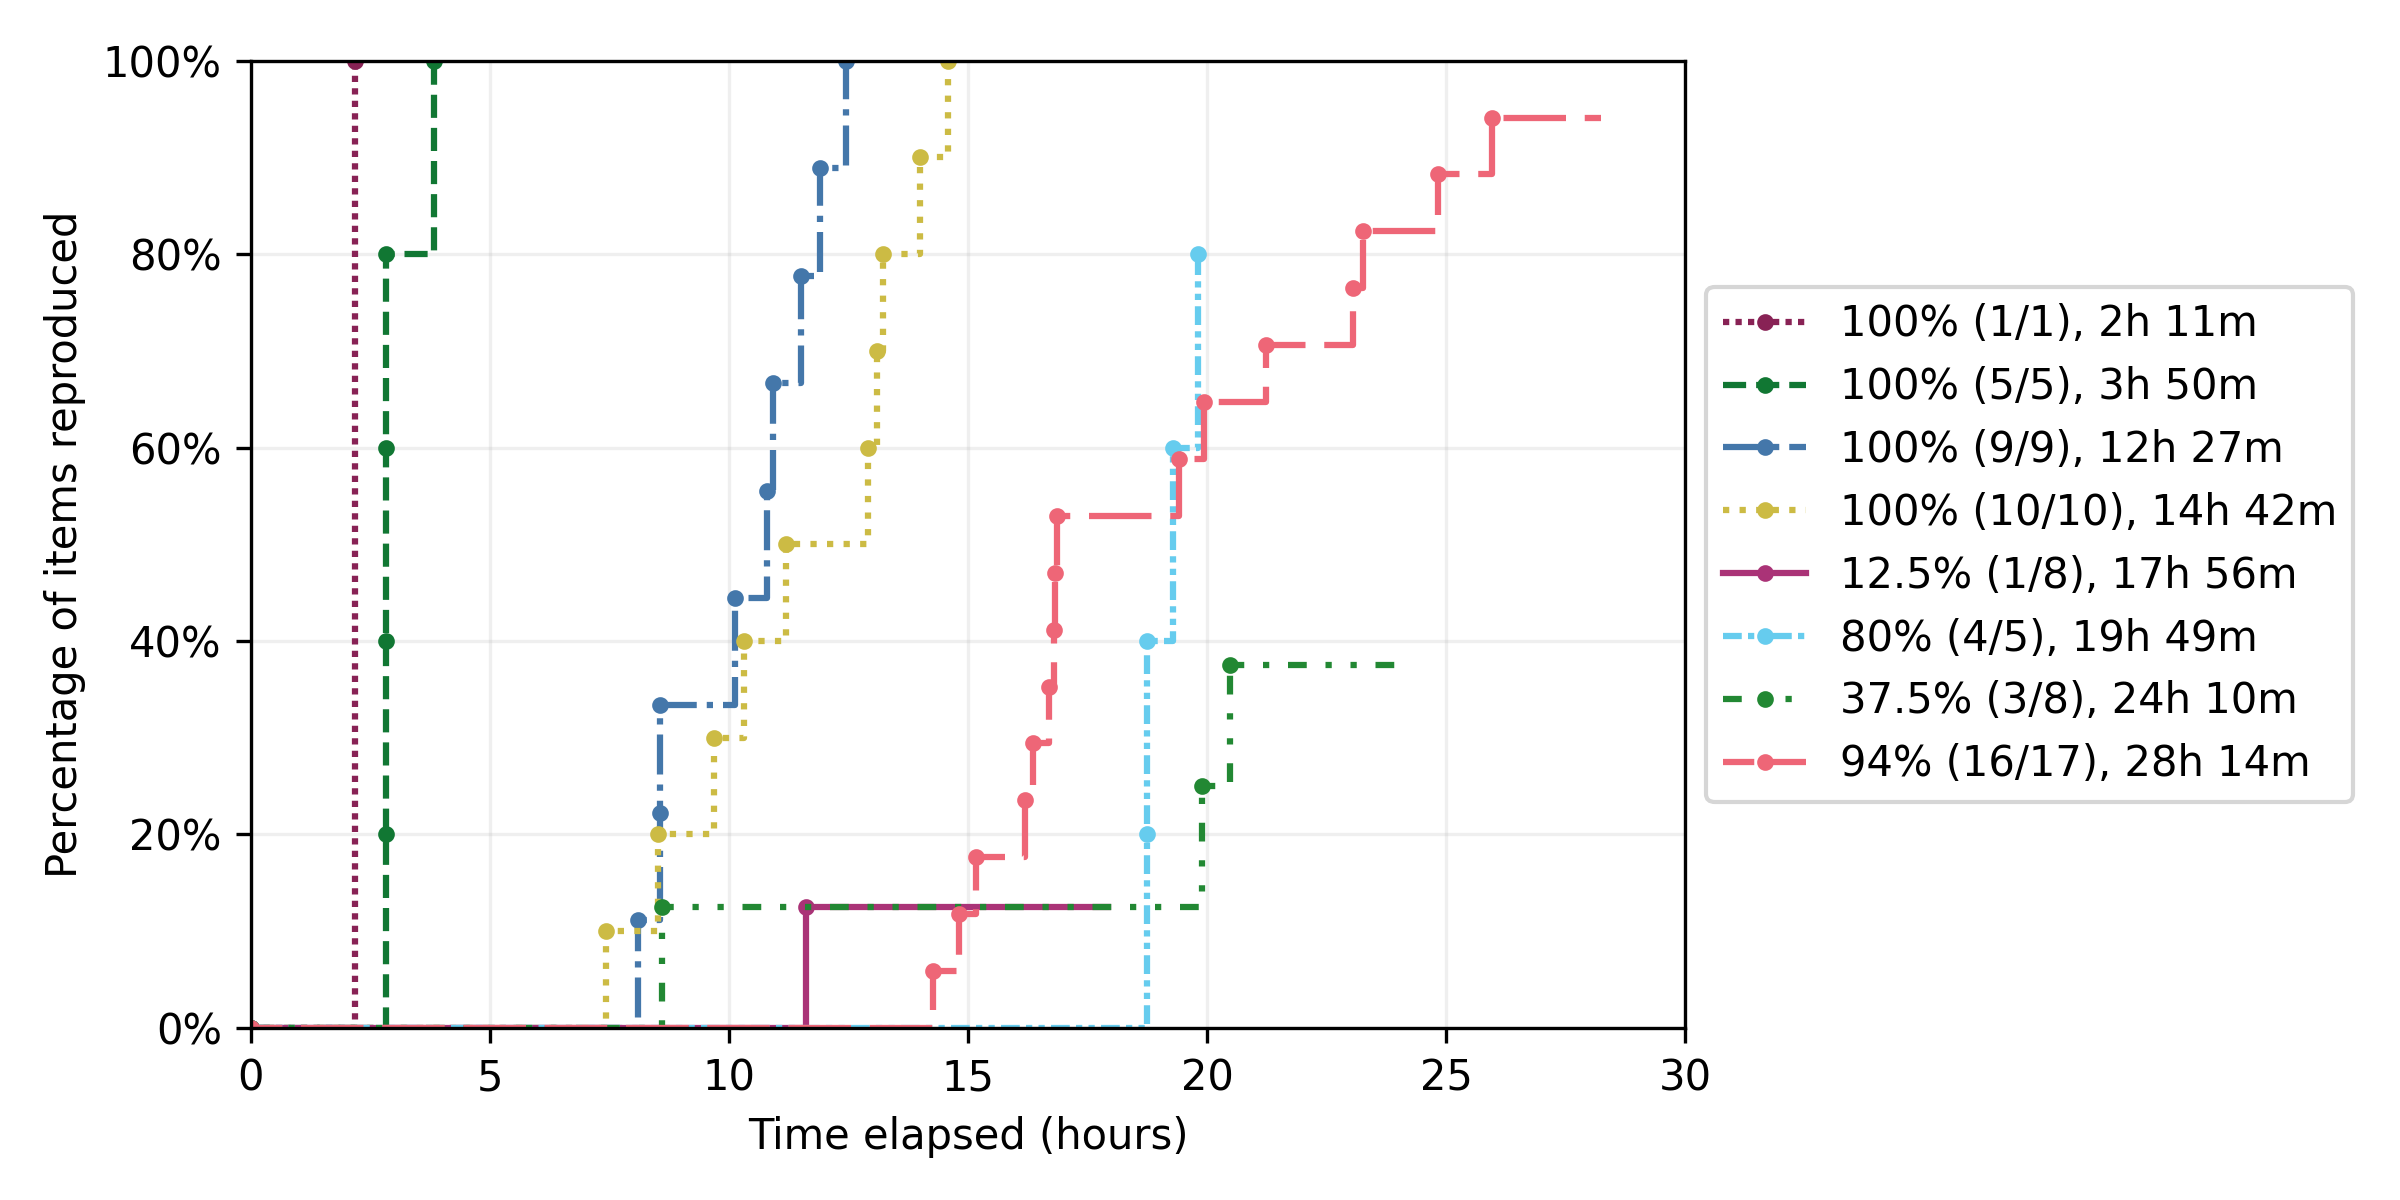 100%
80%
60%
40%
20%
0%
Percentage of items reproduced
0 5 10 15 20 25 30
Time elapsed (hours)
100% (1/1), 2h 11m
100% (5/5), 3h 50m
100% (9/9), 12h 27m
100% (10/10), 14h 42m
12.5% (1/8), 17h 56m
80% (4/5), 19h 49m
37.5% (3/8), 24h 10m
94% (16/17), 28h 14m